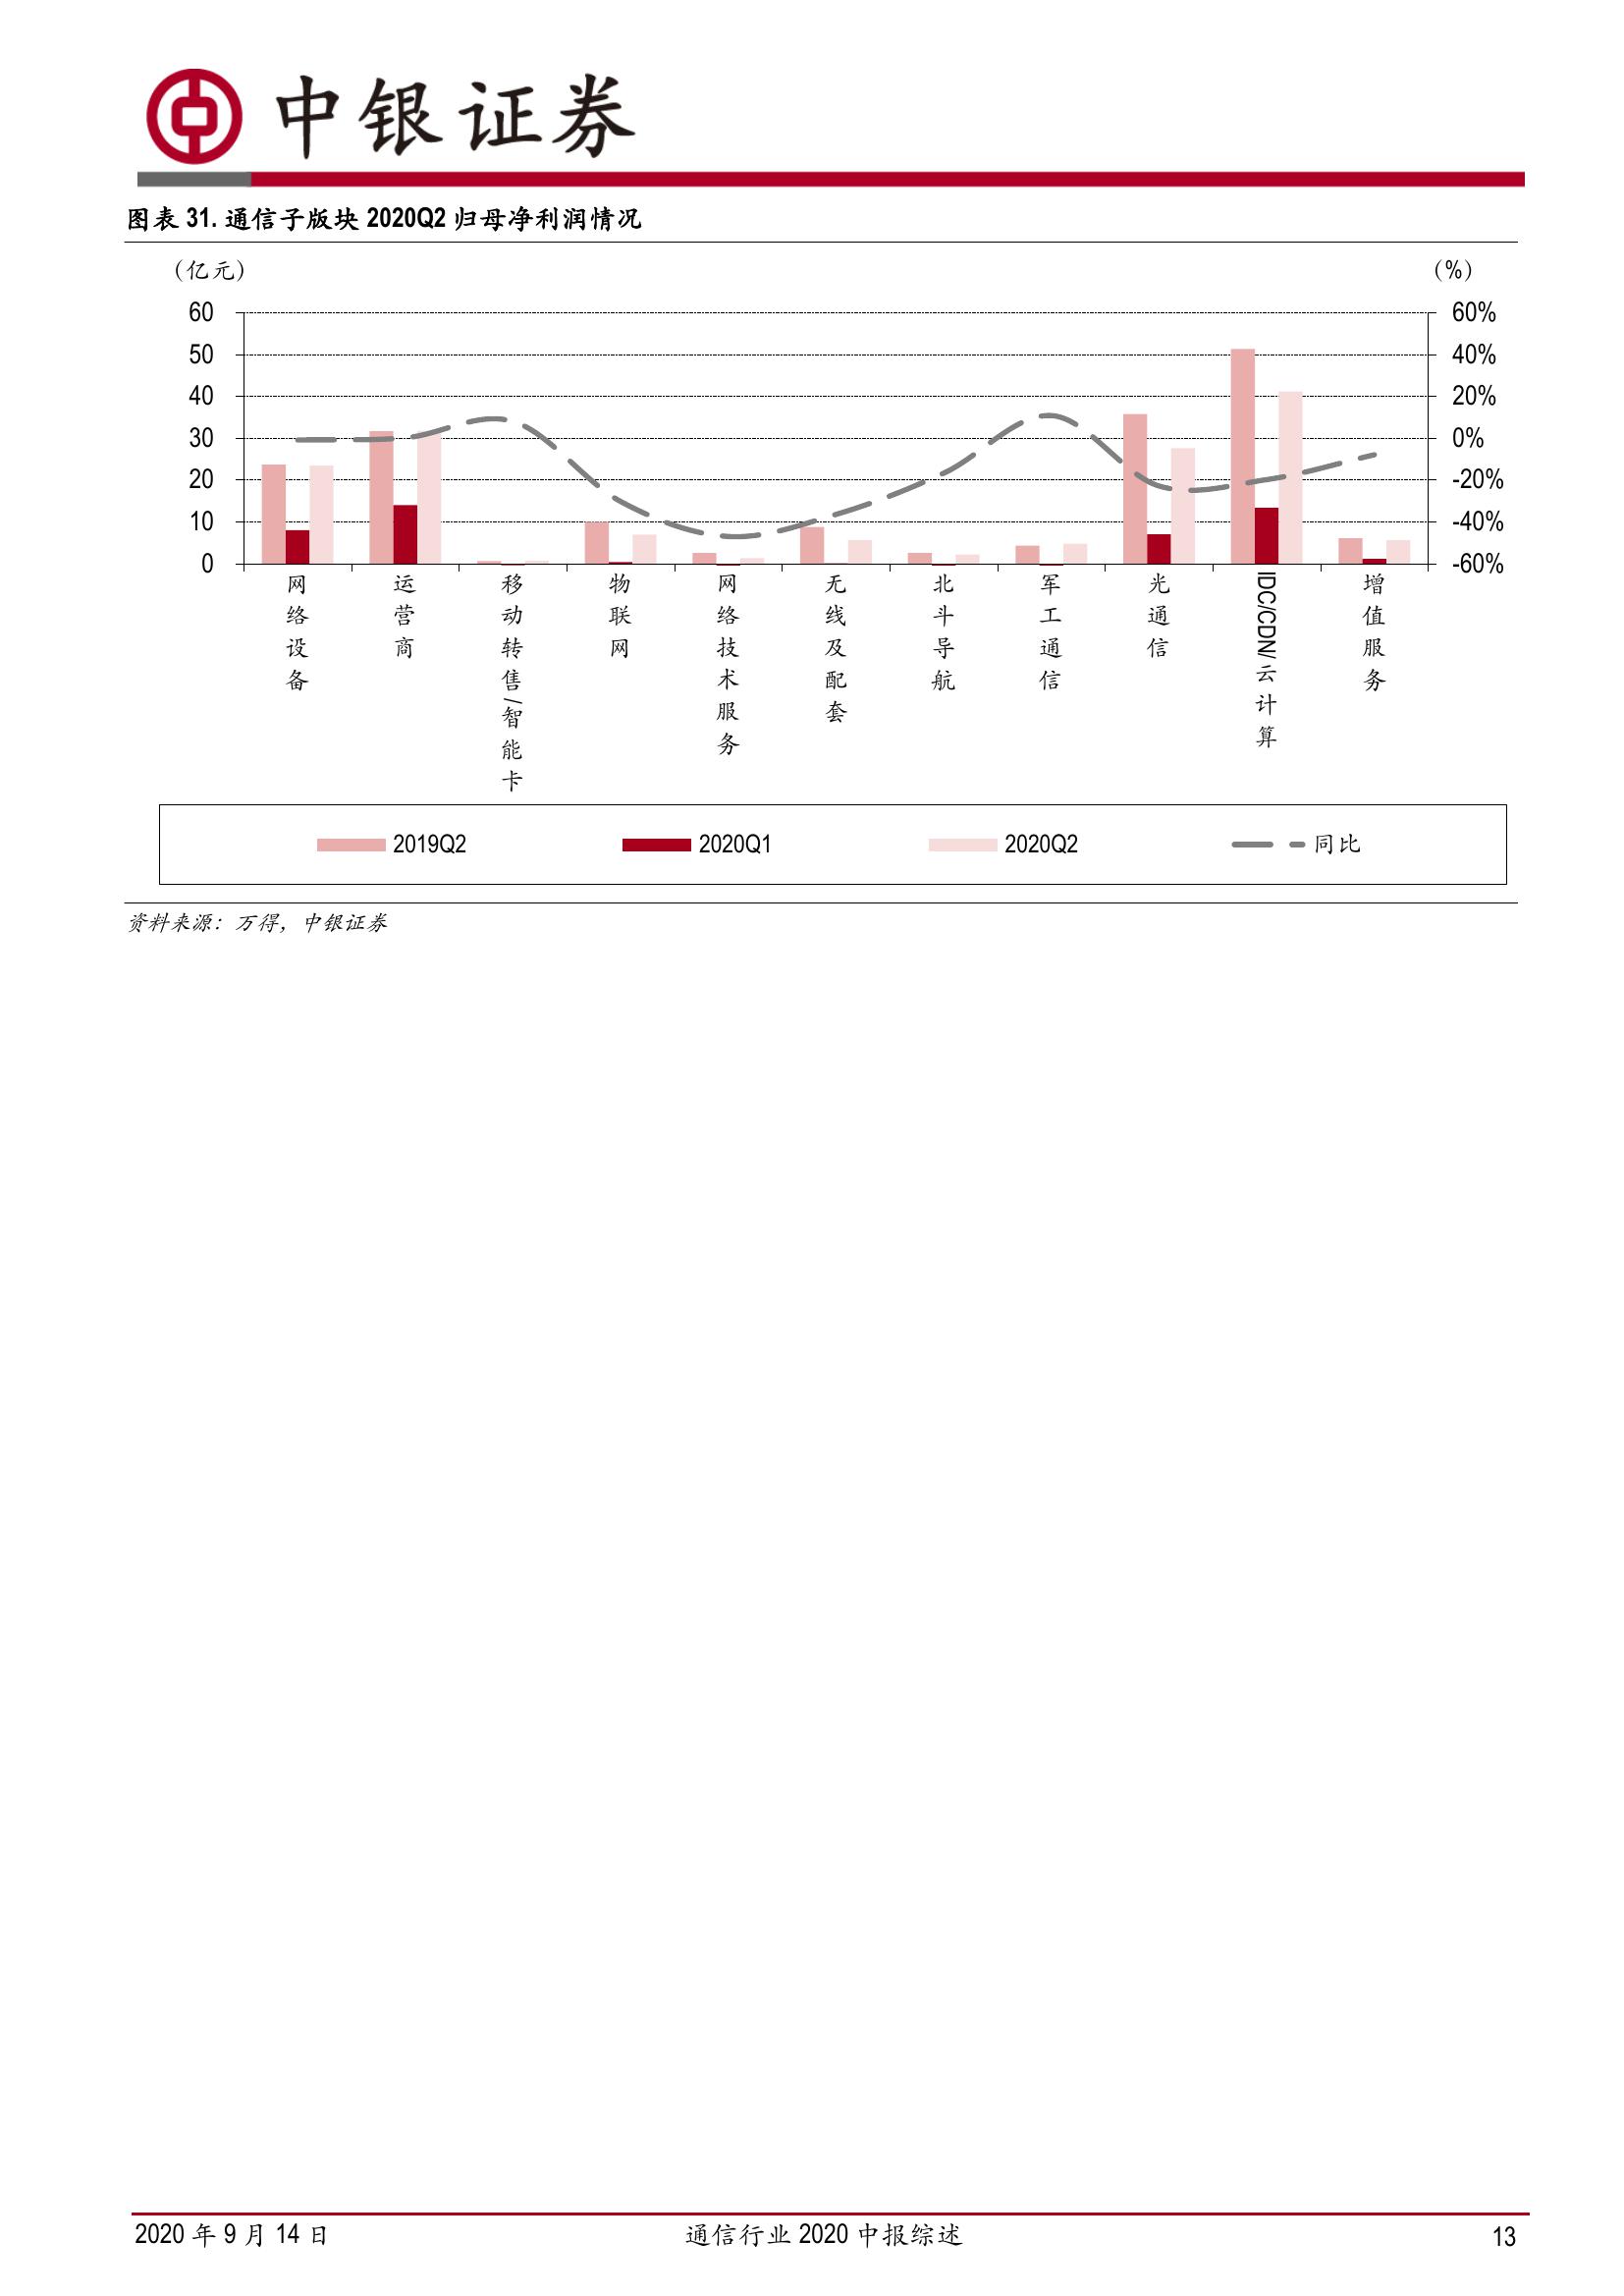 中银证券
图表 31. 通信子版块 2020Q2 归母净利润情况
(亿元)
(%)
60
50
40
30
20
10
0
60%
40%
20%
0%
-20%
-40%
-60%
网络设备
运营商
移动转售/智能卡
物联网
网络技术服务
无线及配套
北斗导航
军工通信
光通信
IDC/CDN/云计算
增值服务
2019Q2
2020Q1
2020Q2
同比
资料来源：万得，中银证券
2020 年 9 月 14 日
通信行业 2020 中报综述
13